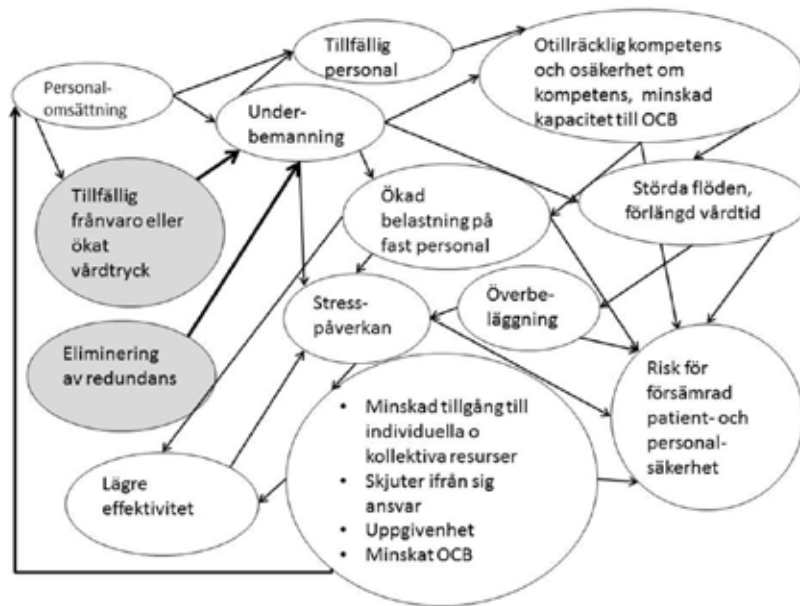 Tillfällig
personal
Otillräcklig kompetens
och osäkerhet om
kompetens, minskad
kapacitet till OCB
Personal-
omsättning
Under-
bemanning
Tillfällig
frånvaro eller
ökat
vårdtryck
Ökad
belastning på
fast personal
Störda flöden,
förlängd vårdtid
Stress-
påverkan
Överbe-
läggning
Eliminering
av redundans
Risk för
försämrad
patient- och
personal-
säkerhet
• Minskad tillgång till
individuella o
kollektiva resurser
• Skjuter ifrån sig
ansvar
• Uppgivenhet
• Minskat OCB
Lägre
effektivitet